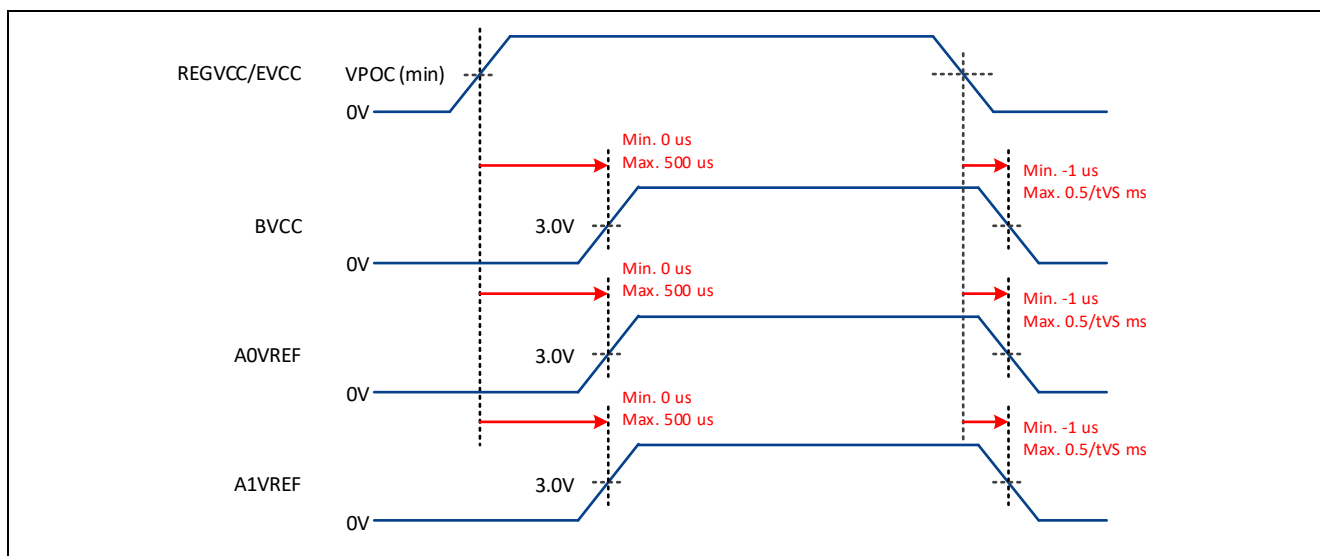 REGVCC/EVCC
VPOC (min)
0V
Min. 0 us
Max. 500 us
Min. -1 us
Max. 0.5/tVS ms
BVCC
3.0V
0V
Min. 0 us
Max. 500 us
Min. -1 us
Max. 0.5/tVS ms
A0VREF
3.0V
0V
Min. 0 us
Max. 500 us
Min. -1 us
Max. 0.5/tVS ms
A1VREF
3.0V
0V